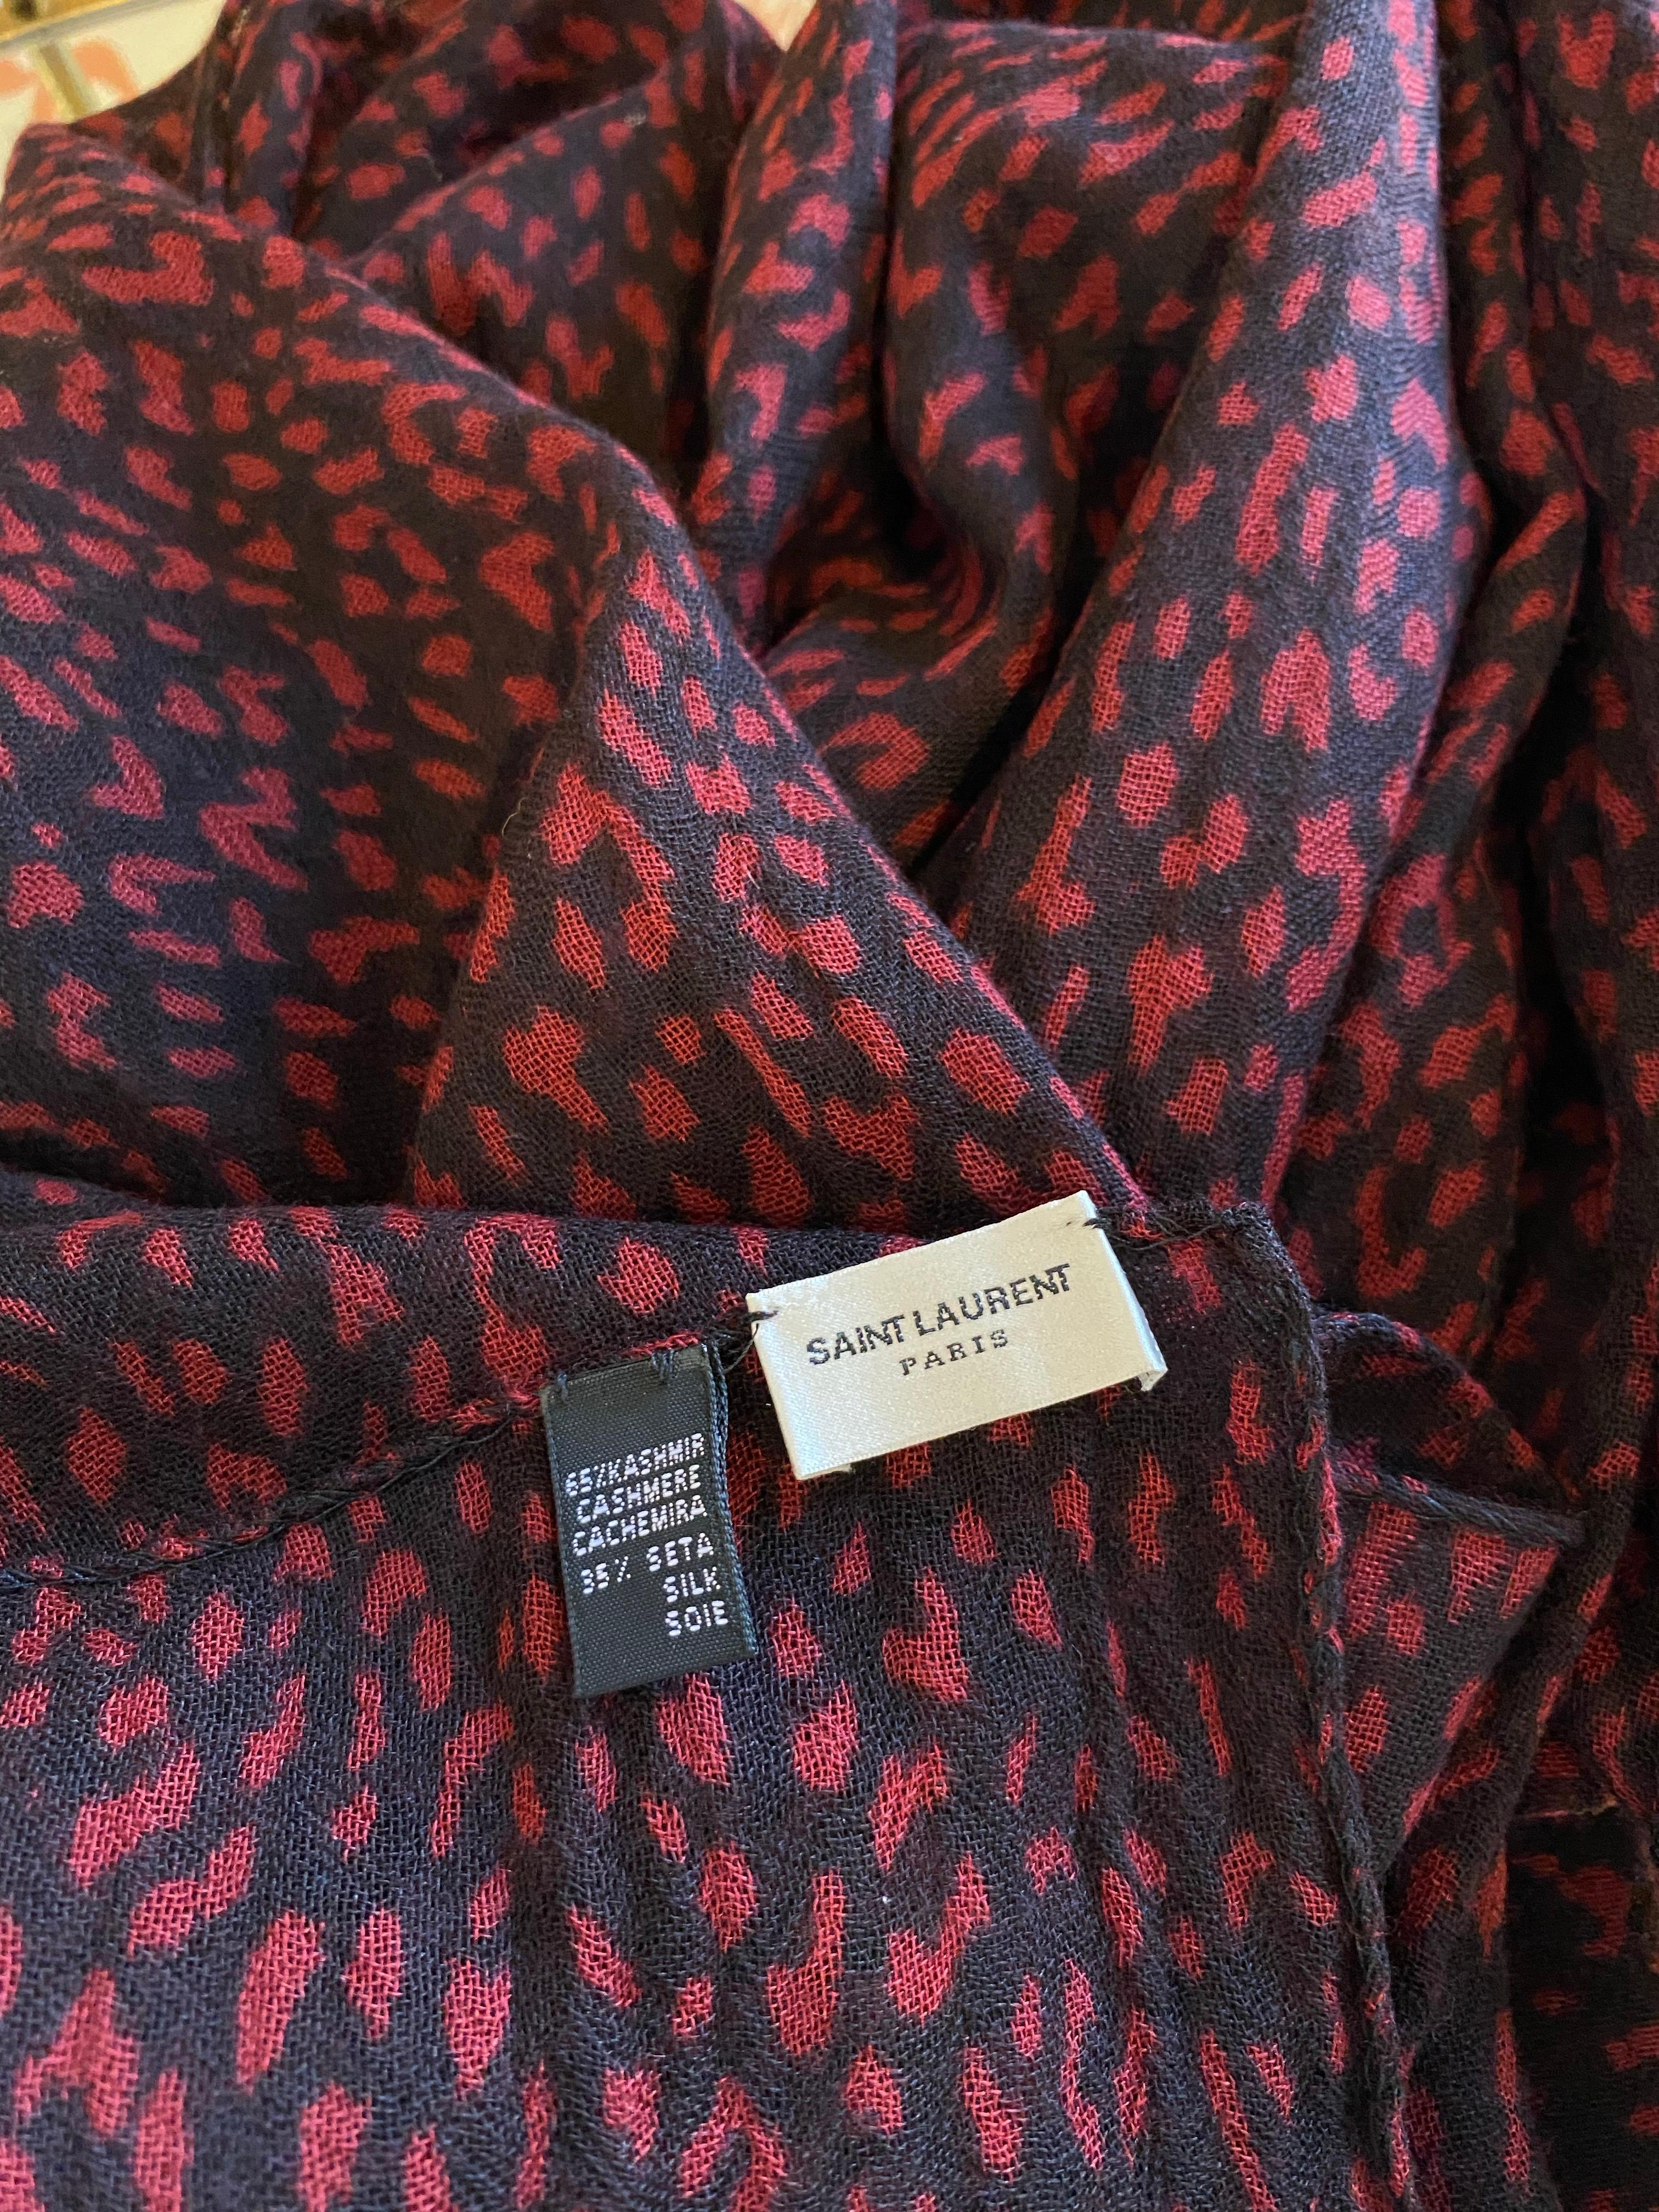 SAINT LAURENT
PARIS
65% KASHMIR
CASHMERE
CACHEMIRA
35% SETA
SILK
SOIE